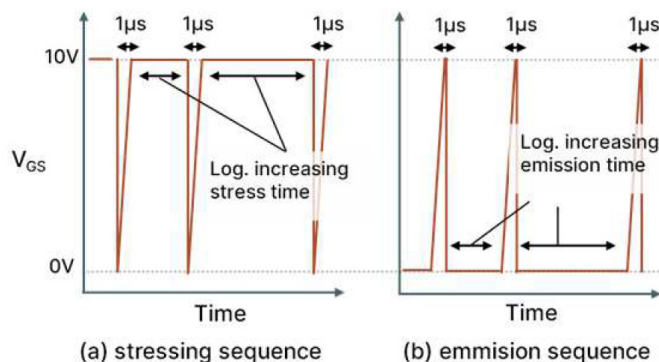 1μs 1μs 1μs 1μs 1μs 1μs
10V
V_GS
Log. increasing
stress time
Log. increasing
emission time
0V
Time Time
(a) stressing sequence (b) emmision sequence